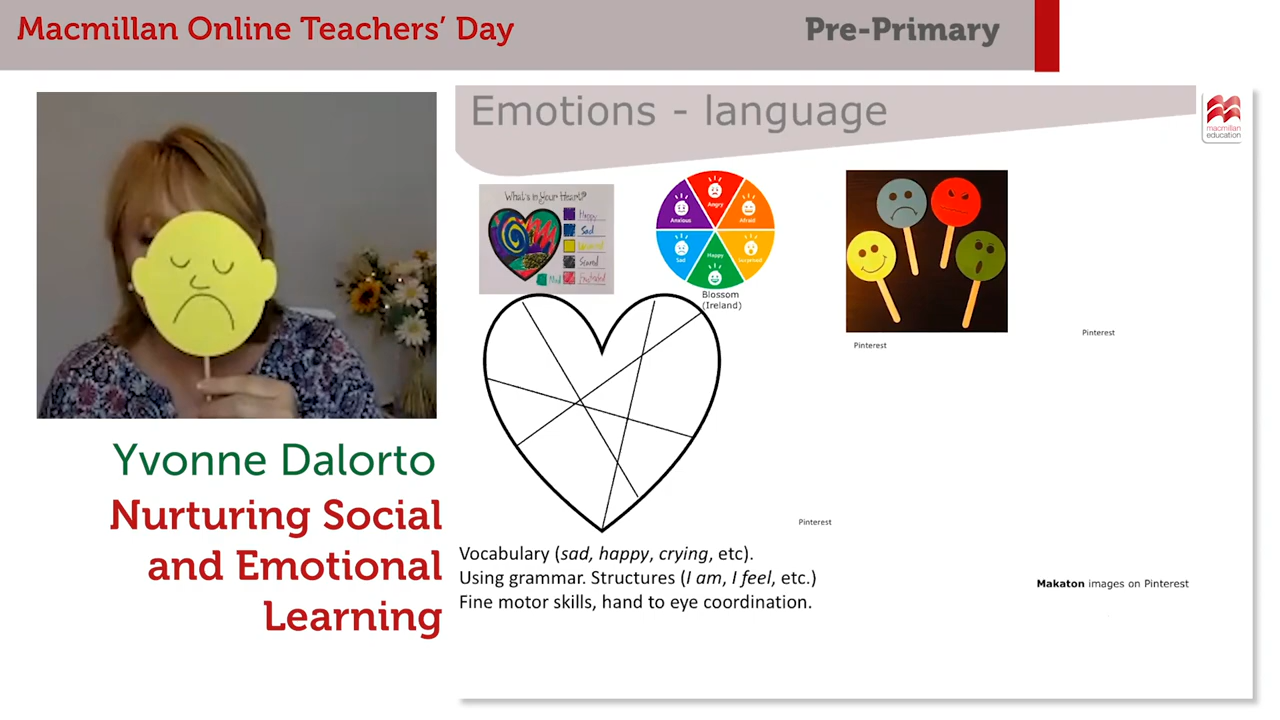 Macmillan Online Teachers' Day
Pre-Primary
Emotions - language
macmillan
education
What's in Your Heart?
Happy
Sad
Scared
Excited
Mad
Angry
Anxious
Afraid
Sad
Happy
Surprised
Blossom
(Ireland)
Pinterest
Pinterest
Pinterest
Yvonne Dalorto
Nurturing Social
and Emotional
Learning
Vocabulary (sad, happy, crying, etc).
Using grammar. Structures (I am, I feel, etc.)
Fine motor skills, hand to eye coordination.
Makaton images on Pinterest